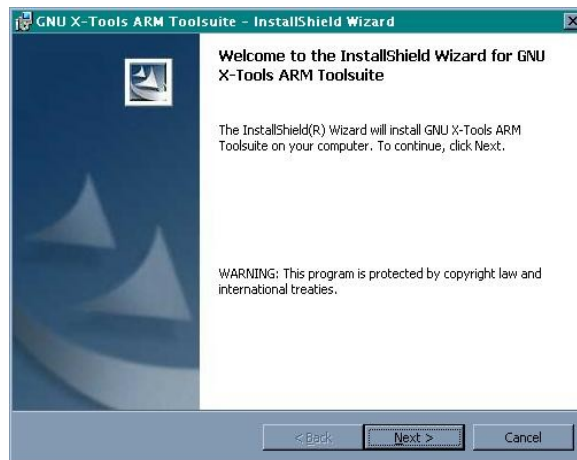 GNU X-Tools ARM Toolsuite - InstallShield Wizard
Welcome to the InstallShield Wizard for GNU
X-Tools ARM Toolsuite
The InstallShield(R) Wizard will install GNU X-Tools ARM
Toolsuite on your computer. To continue, click Next.
WARNING: This program is protected by copyright law and
international treaties.
< Back Next > Cancel